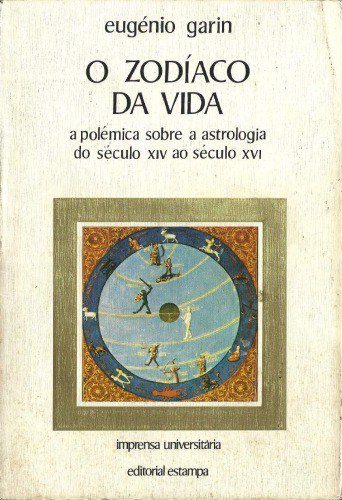 eugénio garin
O ZODÍACO
DA VIDA
a polémica sobre a astrologia
do século XIV ao século XVI
imprensa universitária
editorial estampa